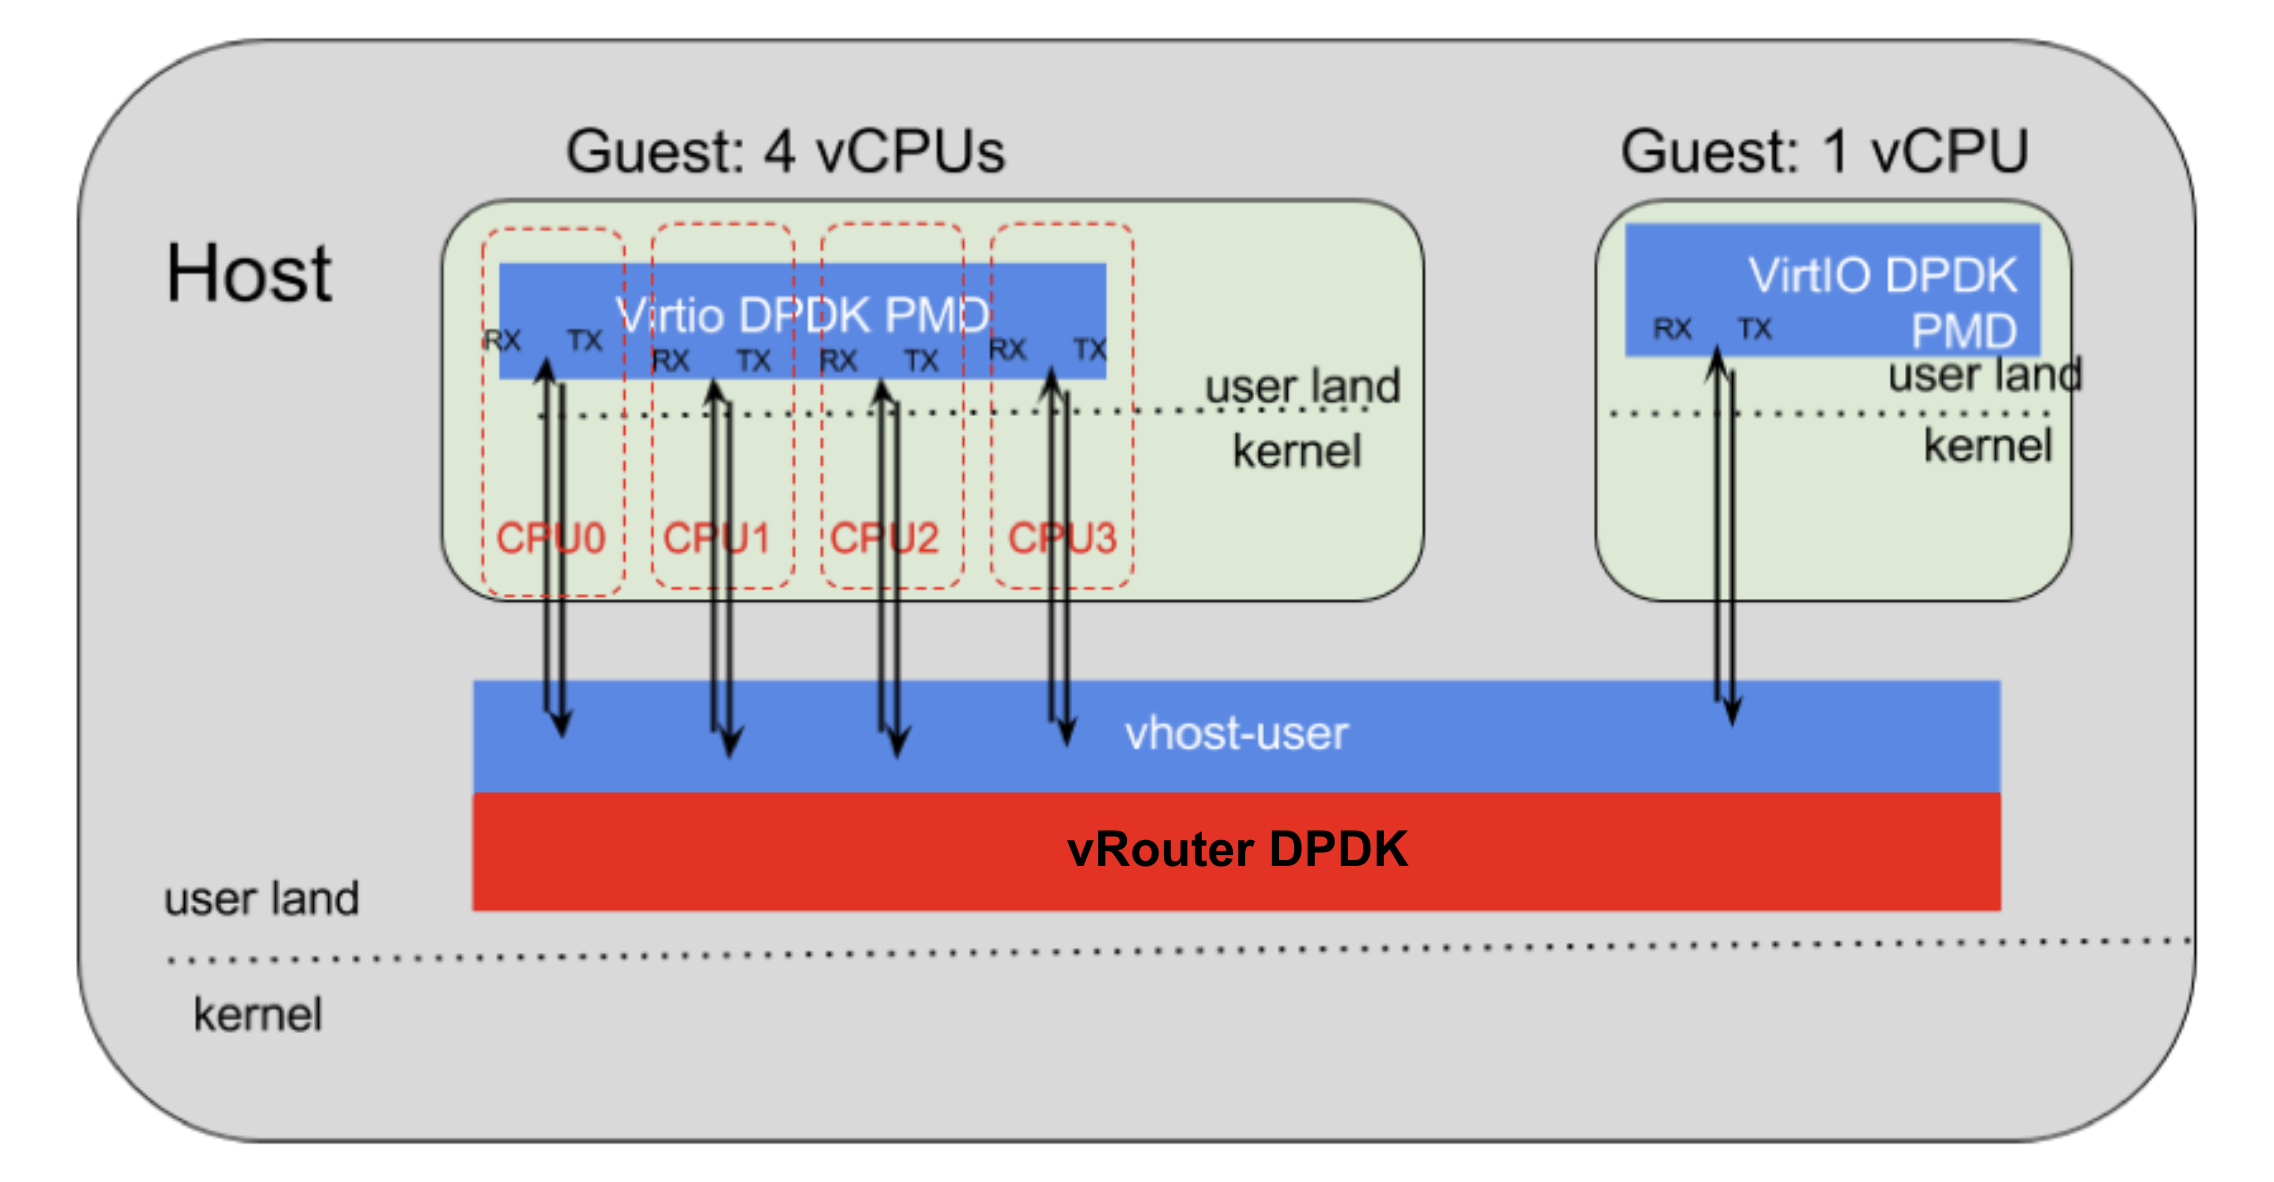 Guest: 4 vCPUs
Guest: 1 vCPU
Host
Virtio DPDK PMD
RX TX
RX TX
RX TX
RX TX
user land
kernel
CPU0
CPU1
CPU2
CPU3
VirtIO DPDK
PMD
RX TX
user land
kernel
vhost-user
vRouter DPDK
user land
kernel